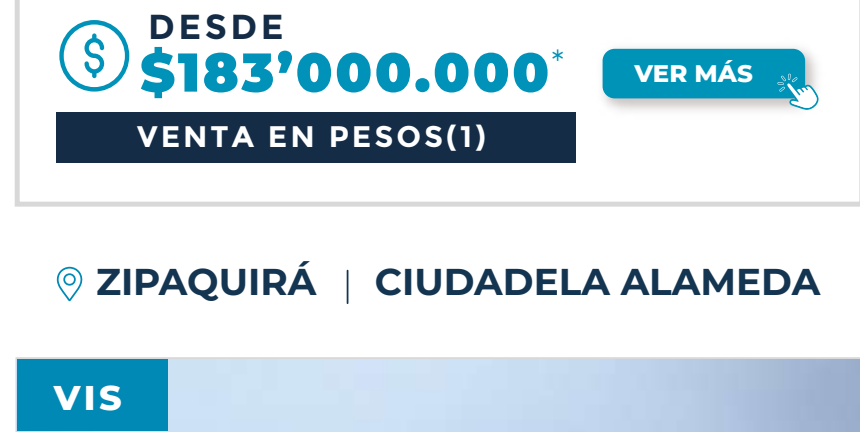 DESDE
$183’000.000*
VER MÁS
VENTA EN PESOS(1)
ZIPAQUIRÁ | CIUDADELA ALAMEDA
VIS